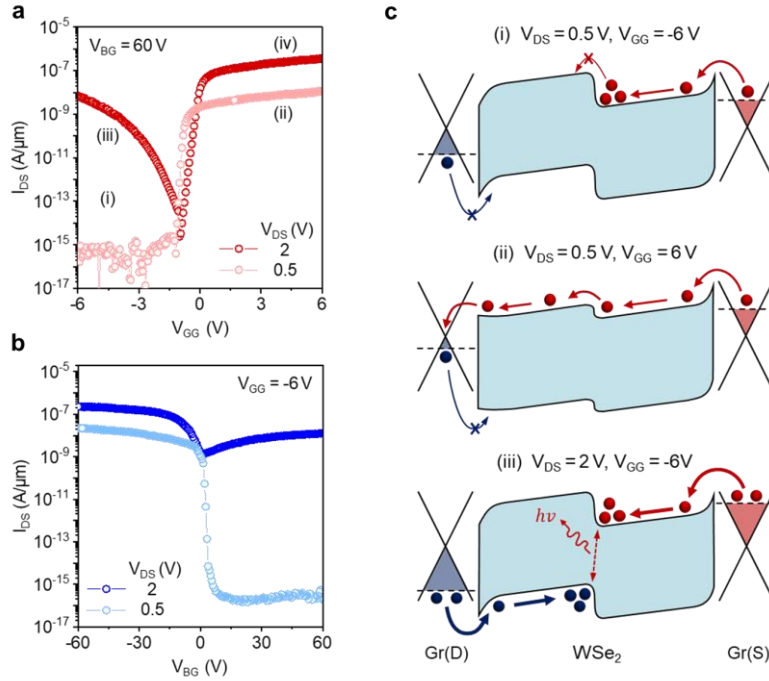 a
V_BG = 60 V
(iv)
(ii)
(iii)
(i)
V_DS (V)
2
0.5
I_DS (A/μm)
10⁻⁵
10⁻⁷
10⁻⁹
10⁻¹¹
10⁻¹³
10⁻¹⁵
10⁻¹⁷
-6 -3 0 3 6
V_GG (V)
b
V_GG = -6 V
V_DS (V)
2
0.5
I_DS (A/μm)
10⁻⁵
10⁻⁷
10⁻⁹
10⁻¹¹
10⁻¹³
10⁻¹⁵
10⁻¹⁷
-60 -30 0 30 60
V_BG (V)
c
(i) V_DS = 0.5 V, V_GG = -6 V
(ii) V_DS = 0.5 V, V_GG = 6 V
(iii) V_DS = 2 V, V_GG = -6V
hν
Gr(D) WSe₂ Gr(S)